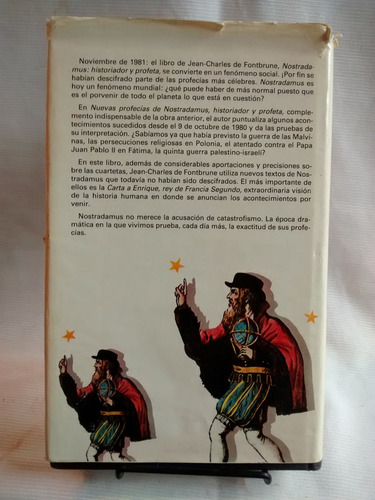 Noviembre de 1981: el libro de Jean-Charles de Fontbrune, Nostrada-
mus: historiador y profeta, se convierte en un fenómeno social. ¡Por fin se
habían descifrado parte de las profecías más célebres. Nostradamus es
hoy un fenómeno mundial: ¿qué puede haber de más normal puesto que
es el porvenir de todo el planeta lo que está en cuestión?
En Nuevas profecías de Nostradamus, historiador y profeta, comple-
mento indispensable de la obra anterior, el autor puntualiza algunos acon-
tecimientos sucedidos desde el 9 de octubre de 1980 y da las pruebas de
su interpretación. ¿Sabíamos ya que había previsto la guerra de las Malvi-
nas, las persecuciones religiosas en Polonia, el atentado contra el Papa
Juan Pablo II en Fátima, la quinta guerra palestino-israelí?
En este libro, además de considerables aportaciones y precisiones so-
bre las cuartetas, Jean-Charles de Fontbrune utiliza nuevos textos de Nos-
tradamus que todavía no habían sido descifrados. El más importante de
ellos es la Carta a Enrique, rey de Francia Segundo, extraordinaria visión
de la historia humana en donde se anuncian los acontecimientos por
venir.
Nostradamus no merece la acusación de catastrofismo. La época dra-
mática en la que vivimos prueba, cada día más, la exactitud de sus profe-
cías.